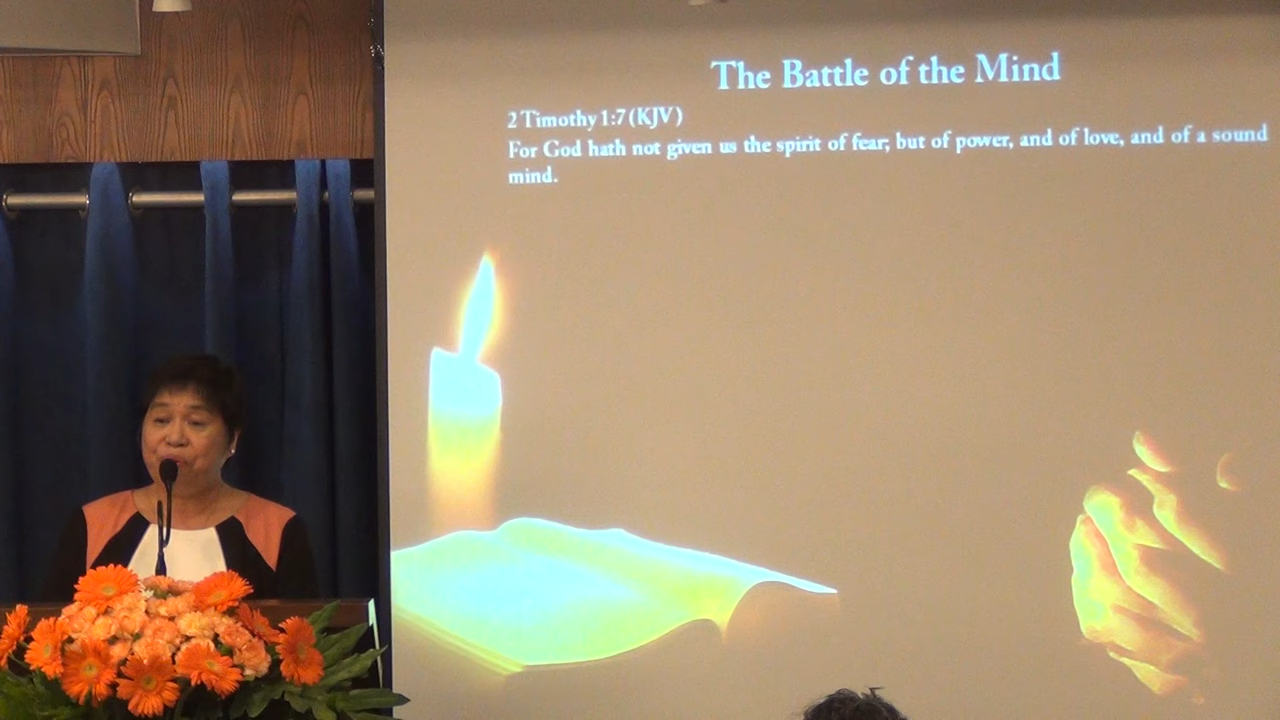 The Battle of the Mind
2 Timothy 1:7 (KJV)
For God hath not given us the spirit of fear; but of power, and of love, and of a sound
mind.